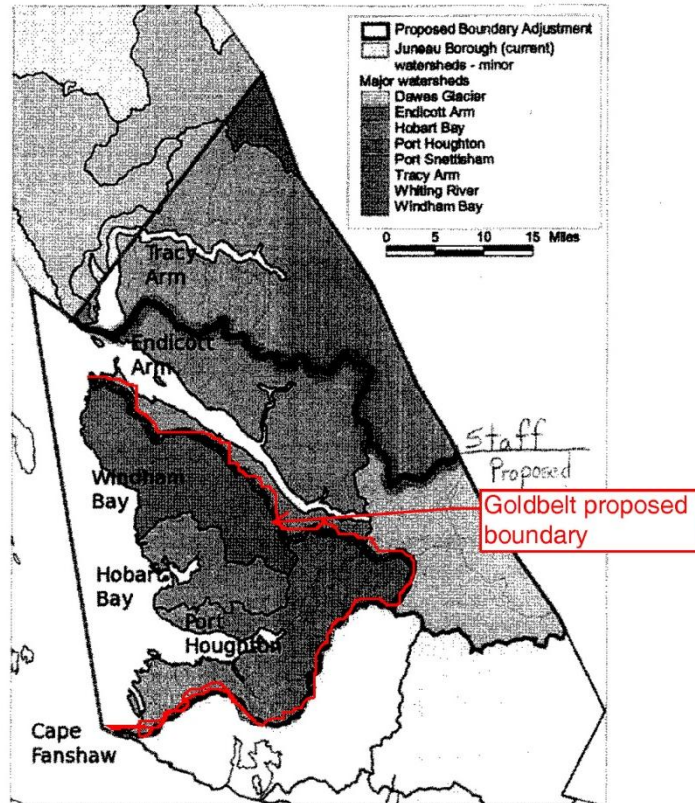 Proposed Boundary Adjustment
Juneau Borough (current)
watersheds - minor
Major watersheds
Dawes Glacier
Endicott Arm
Hobart Bay
Port Houghton
Port Snettisham
Tracy Arm
Whiting River
Windham Bay
0 5 10 15 Miles
Tracy
Arm
Endicott
Arm
Staff
Proposed
Windham
Bay
Goldbelt proposed
boundary
Hobart
Bay
Port
Houghton
Cape
Fanshaw